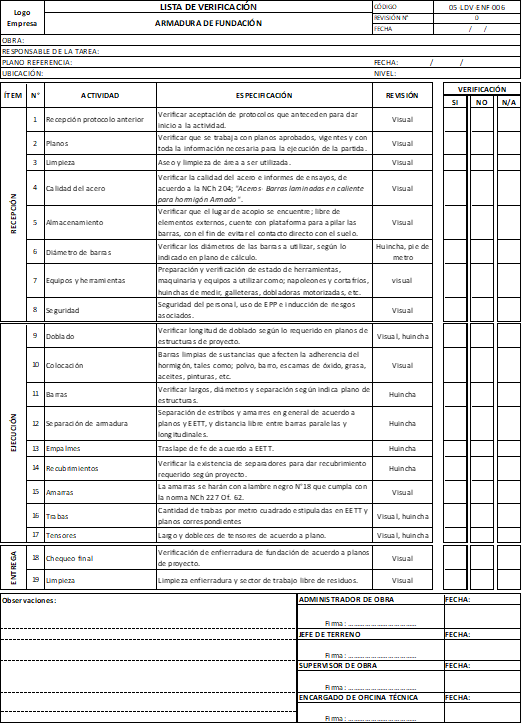 Logo
Empresa
LISTA DE VERIFICACIÓN
ARMADURA DE FUNDACIÓN
CÓDIGO 05 LDV ENF 006
REVISIÓN N° 0
FECHA / /
OBRA:
RESPONSABLE DE LA TAREA:
PLANO REFERENCIA: FECHA: / /
UBICACIÓN: NIVEL:
ÍTEM N° ACTIVIDAD ESPECIFICACIÓN REVISIÓN VERIFICACIÓN
SI NO N/A
RECEPCIÓN
1 Recepción protocolo anterior Verificar aceptación de protocolos que anteceden para dar
inicio a la actividad. Visual
2 Planos Verificar que se trabaja con planos aprobados, vigentes y con
toda la información necesaria para la ejecución de la partida. Visual
3 Limpieza Aseo y limpieza de área a ser utilizada. Visual
4 Calidad del acero Verificar la calidad del acero e informes de ensayos, de
acuerdo a la NCh 204; "Aceros- Barras laminadas en caliente
para hormigón Armado". Visual
5 Almacenamiento Verificar que el lugar de acopio se encuentre; libre de
elementos externos, cuente con plataforma para apilar las
barras, con el fin de evitar el contacto directo con el suelo. Visual
6 Diámetro de barras Verificar los diámetros de las barras a utilizar, según lo
indicado en plano de cálculo. Huincha, pie de
metro
7 Equipos y herramientas Preparación y verificación de estado de herramientas,
maquinaria y equipos a utilizar como; napoleones y cortafríos,
huinchas de medir, galleteras, dobladoras motorizadas, etc. visual
8 Seguridad Seguridad del personal, uso de EPP e inducción de riesgos
asociados. Visual
EJECUCIÓN
9 Doblado Verificar longitud de doblado según lo requerido en planos de
estructuras de proyecto. Visual, huincha
10 Colocación Barras limpias de sustancias que afecten la adherencia del
hormigón, tales como; polvo, barro, escamas de óxido, grasa,
aceites, pinturas, etc. Visual
11 Barras Verificar largos, diámetros y separación según indica plano de
estructuras. Huincha
12 Separación de armadura Separación de estribos y amarres en general de acuerdo a
planos y EETT, y distancia libre entre barras paralelas y
longitudinales. Huincha
13 Empalmes Traslape de fe de acuerdo a EETT. Huincha
14 Recubrimientos Verificar la existencia de separadores para dar recubrimiento
requerido según proyecto. Huincha
15 Amarras La amarras se harán con alambre negro N°18 que cumpla con
la norma NCh 227 Of. 62. Visual
16 Trabas Cantidad de trabas por metro cuadrado estipuladas en EETT y
planos correspondientes Visual, huincha
17 Tensores Largo y dobleces de tensores de acuerdo a plano. Visual, huincha
ENTREGA
18 Chequeo final Verificación de enfierradura de fundación de acuerdo a planos
de proyecto. Visual
19 Limpieza Limpieza enfierradura y sector de trabajo libre de residuos. Visual
Observaciones:
ADMINISTRADOR DE OBRA FECHA:
Firma : ...................................
JEFE DE TERRENO FECHA:
Firma : ...................................
SUPERVISOR DE OBRA FECHA:
Firma : ...................................
ENCARGADO DE OFICINA TÉCNICA FECHA:
Firma : ...................................